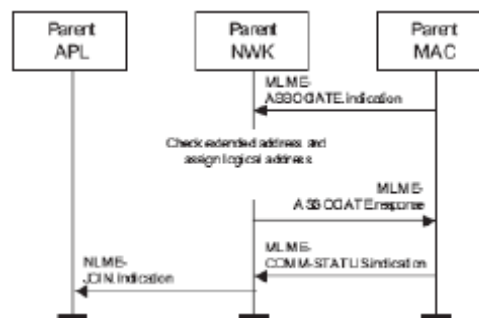 Parent
APL
Parent
NWK
Parent
MAC
MLME-
ASSOCIATE.indication
Check extended address and
assign logical address
MLME-
ASSOCIATE.response
MLME-
COMM-STATUS.indication
NLME-
JOIN.indication